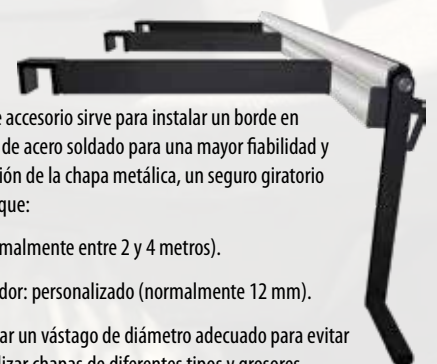 accesorio sirve para instalar un borde en
de acero soldado para una mayor fiabilidad y
ión de la chapa metálica, un seguro giratorio
que:
malmente entre 2 y 4 metros).
dor: personalizado (normalmente 12 mm).
ar un vástago de diámetro adecuado para evitar
lizar chapas de diferentes tipos y grosores